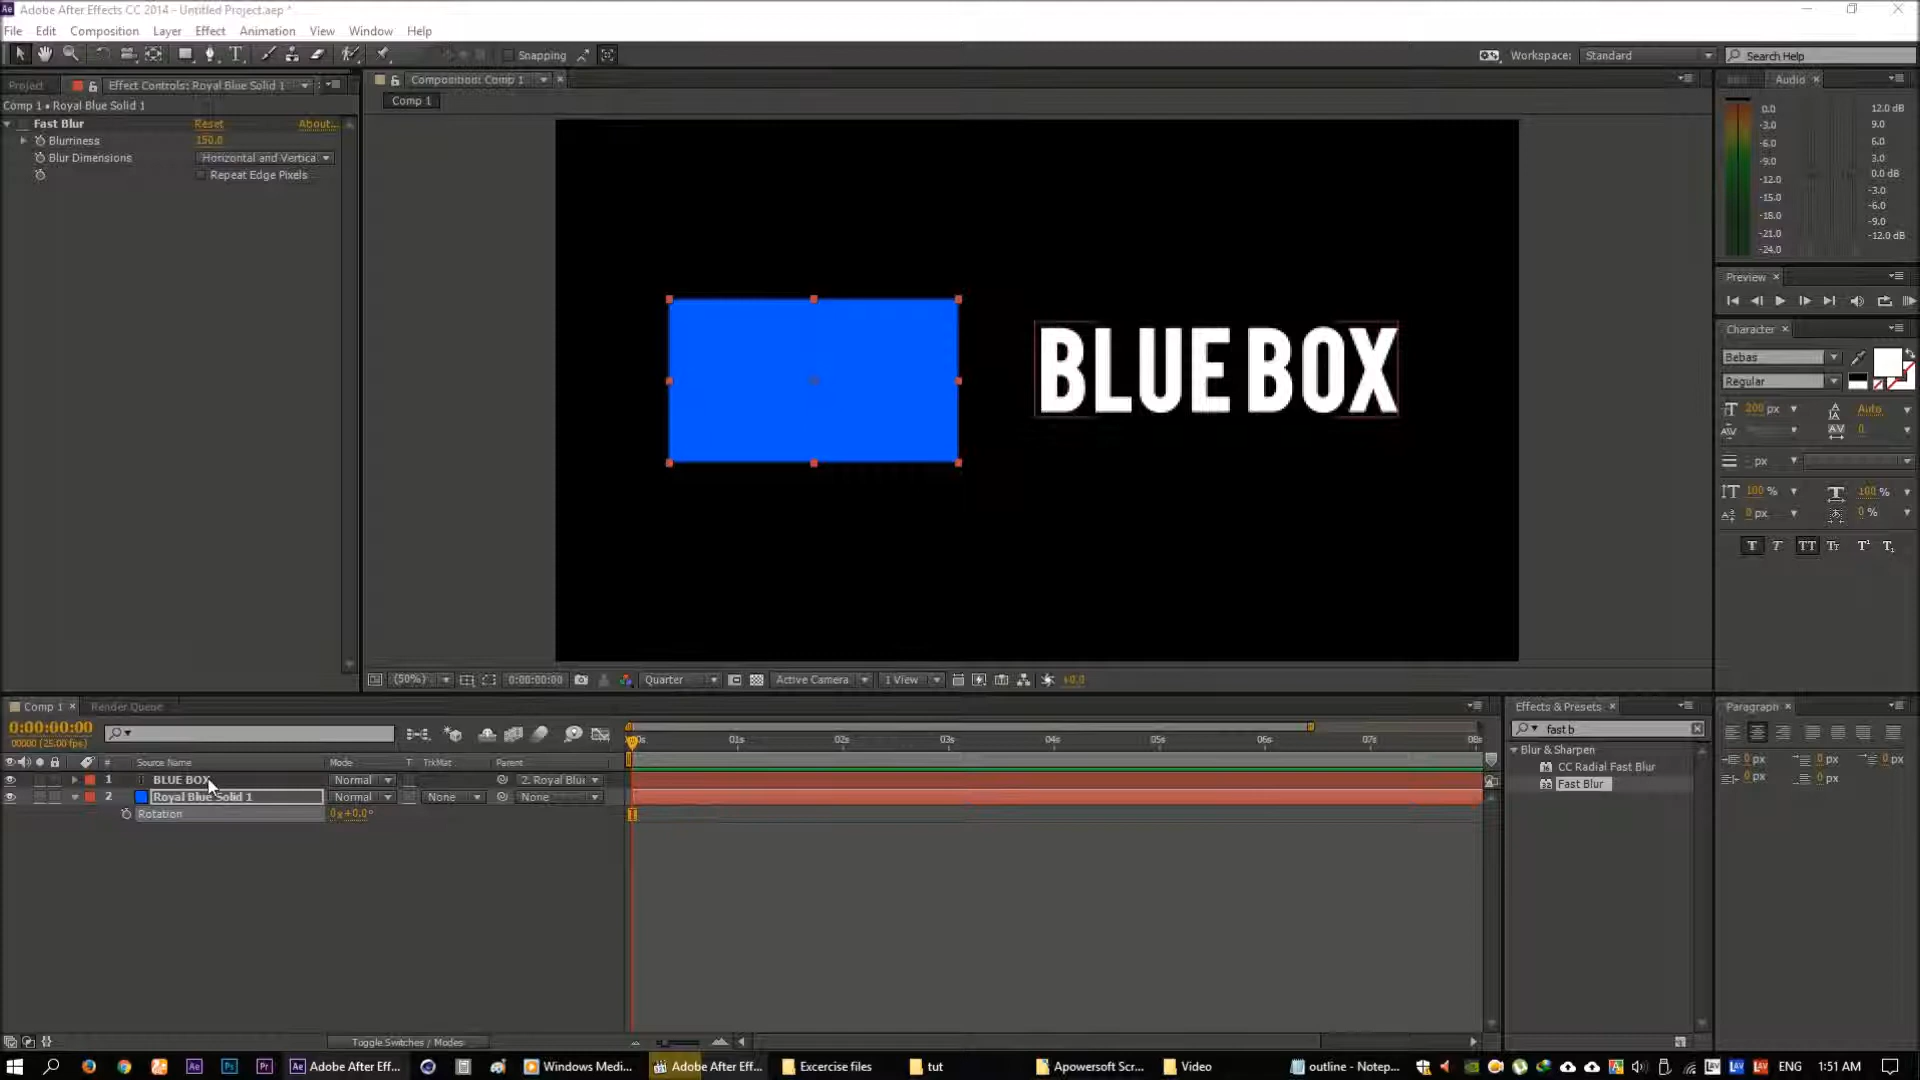 Adobe After Effects CC 2014 - Untitled Project.aep *
File Edit Composition Layer Effect Animation View Window Help
Snapping
Workspace: Standard
Search Help
Project
Effect Controls: Royal Blue Solid 1
Composition: Comp 1
Audio
Comp 1 • Royal Blue Solid 1
Comp 1
Fast Blur Reset About...
Blurriness 150.0
Blur Dimensions Horizontal and Vertica
Repeat Edge Pixels
0.0
-3.0
-6.0
-9.0
-12.0
-15.0
-18.0
-21.0
-24.0
12.0 dB
9.0
6.0
3.0
0.0 dB
-3.0
-6.0
-9.0
-12.0 dB
Preview
Character
Bebas
Regular
200 px Auto
0
px
100 % 100 %
0 px 0 %
BLUE BOX
(50%) 0:00:00:00 Quarter Active Camera 1 View +0.0
Comp 1 Render Queue
0:00:00:00
00000 (25.00 fps)
01s 02s 03s 04s 05s 06s 07s 08s
# Source Name Mode T TrkMat Parent
1 BLUE BOX Normal 2. Royal Blu
2 Royal Blue Solid 1 Normal None None
Rotation 0x+0.0°
Toggle Switches / Modes
Effects & Presets
fast b
Blur & Sharpen
CC Radial Fast Blur
Fast Blur
Paragraph
0 px 0 px 0 px
0 px 0 px
Adobe After Eff...
Windows Medi...
Adobe After Eff...
Excercise files
tut
Apowersoft Scr...
Video
outline - Notep...
ENG 1:51 AM